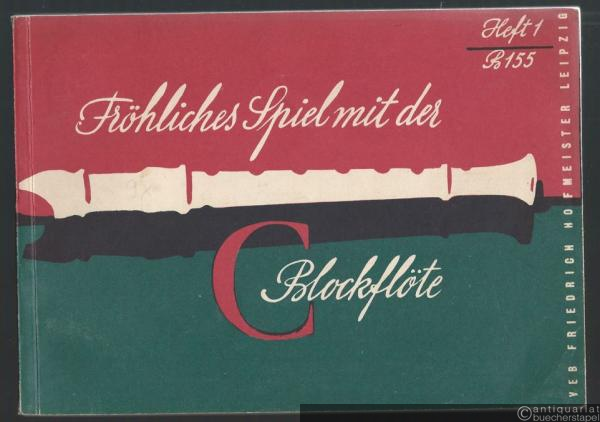 Heft 1
B 155
Fröhliches Spiel mit der
C Blockflöte
VEB FRIEDRICH HOFMEISTER LEIPZIG
antiquariat
buecherstapel